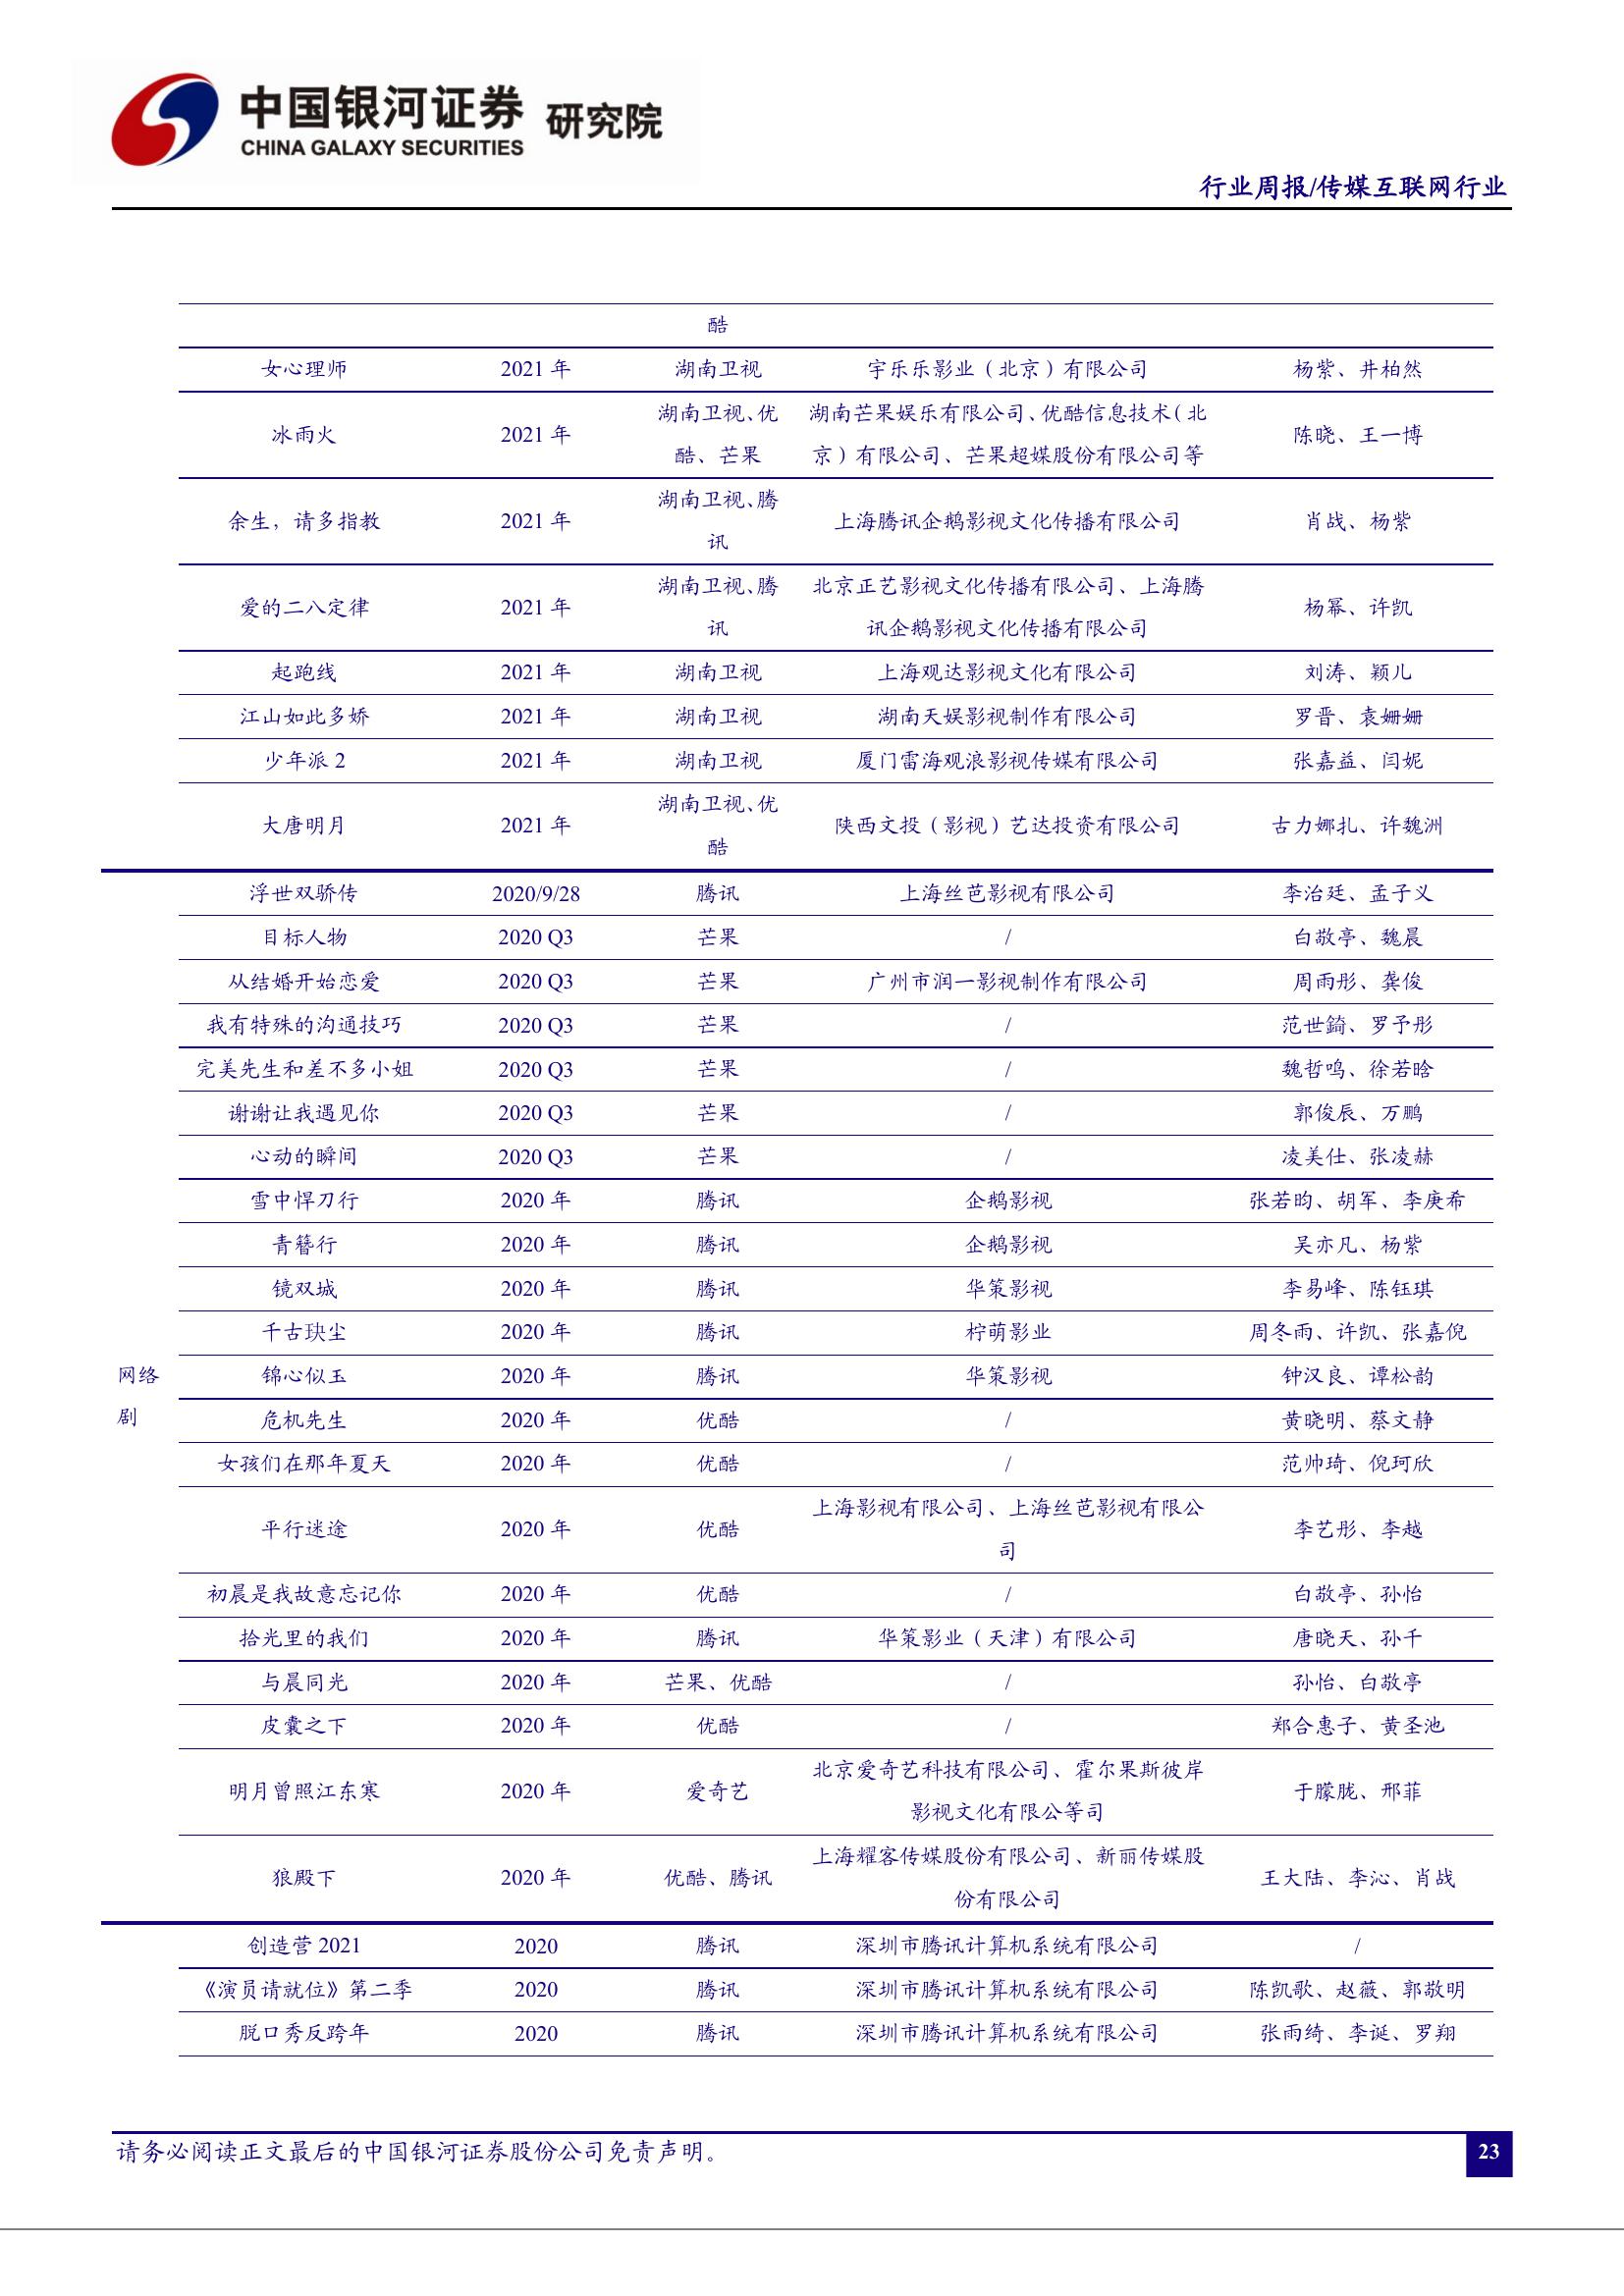 中国银河证券 研究院
CHINA GALAXY SECURITIES
行业周报/传媒互联网行业
酷
女心理师 2021 年 湖南卫视 宇乐乐影业（北京）有限公司 杨紫、井柏然
湖南卫视、优 湖南芒果娱乐有限公司、优酷信息技术（北
冰雨火 2021 年 陈晓、王一博
酷、芒果 京）有限公司、芒果超媒股份有限公司等
湖南卫视、腾
余生，请多指教 2021 年 上海腾讯企鹅影视文化传播有限公司 肖战、杨紫
讯
湖南卫视、腾 北京正艺影视文化传播有限公司、上海腾
爱的二八定律 2021 年 杨幂、许凯
讯 讯企鹅影视文化传播有限公司
起跑线 2021 年 湖南卫视 上海观达影视文化有限公司 刘涛、颖儿
江山如此多娇 2021 年 湖南卫视 湖南天娱影视制作有限公司 罗晋、袁姗姗
少年派 2 2021 年 湖南卫视 厦门雷海观浪影视传媒有限公司 张嘉益、闫妮
湖南卫视、优
大唐明月 2021 年 陕西文投（影视）艺达投资有限公司 古力娜扎、许魏洲
酷
浮世双骄传 2020/9/28 腾讯 上海丝芭影视有限公司 李治廷、孟子义
目标人物 2020 Q3 芒果 / 白敬亭、魏晨
从结婚开始恋爱 2020 Q3 芒果 广州市润一影视制作有限公司 周雨彤、龚俊
我有特殊的沟通技巧 2020 Q3 芒果 / 范世錡、罗予彤
完美先生和差不多小姐 2020 Q3 芒果 / 魏哲鸣、徐若晗
谢谢让我遇见你 2020 Q3 芒果 / 郭俊辰、万鹏
心动的瞬间 2020 Q3 芒果 / 凌美仕、张凌赫
雪中悍刀行 2020 年 腾讯 企鹅影视 张若昀、胡军、李庚希
青簪行 2020 年 腾讯 企鹅影视 吴亦凡、杨紫
镜双城 2020 年 腾讯 华策影视 李易峰、陈钰琪
千古玦尘 2020 年 腾讯 柠萌影业 周冬雨、许凯、张嘉倪
网络
剧
锦心似玉 2020 年 腾讯 华策影视 钟汉良、谭松韵
危机先生 2020 年 优酷 / 黄晓明、蔡文静
女孩们在那年夏天 2020 年 优酷 / 范帅琦、倪珂欣
上海影视有限公司、上海丝芭影视有限公
平行迷途 2020 年 优酷 李艺彤、李越
司
初晨是我故意忘记你 2020 年 优酷 / 白敬亭、孙怡
拾光里的我们 2020 年 腾讯 华策影业（天津）有限公司 唐晓天、孙千
与晨同光 2020 年 芒果、优酷 / 孙怡、白敬亭
皮囊之下 2020 年 优酷 / 郑合惠子、黄圣池
北京爱奇艺科技有限公司、霍尔果斯彼岸
明月曾照江东寒 2020 年 爱奇艺 于朦胧、邢菲
影视文化有限公等司
上海耀客传媒股份有限公司、新丽传媒股
狼殿下 2020 年 优酷、腾讯 王大陆、李沁、肖战
份有限公司
创造营 2021 2020 腾讯 深圳市腾讯计算机系统有限公司 /
《演员请就位》第二季 2020 腾讯 深圳市腾讯计算机系统有限公司 陈凯歌、赵薇、郭敬明
脱口秀反跨年 2020 腾讯 深圳市腾讯计算机系统有限公司 张雨绮、李诞、罗翔
请务必阅读正文最后的中国银河证券股份公司免责声明。
23